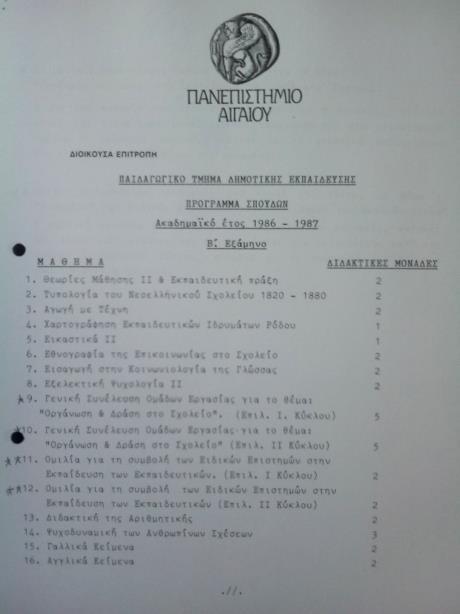 ΠΑΝΕΠΙΣΤΗΜΙΟ
ΑΙΓΑΙΟΥ
ΔΙΟΙΚΟΥΣΑ ΕΠΙΤΡΟΠΗ
ΠΑΙΔΑΓΩΓΙΚΟ ΤΜΗΜΑ ΔΗΜΟΤΙΚΗΣ ΕΚΠΑΙΔΕΥΣΗΣ
ΠΡΟΓΡΑΜΜΑ ΣΠΟΥΔΩΝ
Ακαδημαϊκό έτος 1986 - 1987
Β΄ Εξάμηνο
ΜΑΘΗΜΑ ΔΙΔΑΚΤΙΚΕΣ ΜΟΝΑΔΕΣ
1. Θεωρίες Μάθησης ΙΙ & Εκπαιδευτική πράξη 2
2. Τυπολογία του Νεοελληνικού Σχολείου 1820 - 1880 2
3. Αγωγή με Τέχνη 2
4. Χαρτογράφηση Εκπαιδευτικών Ιδρυμάτων Ρόδου 1
5. Εικαστικά ΙΙ 1
6. Εθνογραφία της Επικοινωνίας στο Σχολείο 2
7. Εισαγωγή στην Κοινωνιολογία της Γλώσσας 2
8. Εξελεκτική Ψυχολογία ΙΙ 2
*9. Γενική Συνέλευση Ομάδων Εργασίας για το θέμα:
"Οργάνωση & Δράση στο Σχολείο". (Επιλ. Ι. Κύκλου) 5
*10. Γενική Συνέλευση Ομάδων Εργασίας για το θέμα:
"Οργάνωση & Δράση στο Σχολείο" (Επιλ. ΙΙ Κύκλου) 5
**11. Ομιλία για τη συμβολή των Ειδικών Επιστημών στην
Εκπαίδευση των Εκπαιδευτικών. (Επιλ. Ι Κύκλου) 2
**12. Ομιλία για τη συμβολή των Ειδικών Επιστημών στην
Εκπαίδευση των Εκπαιδευτικών (Επιλ. ΙΙ Κύκλου) 2
13. Διδακτική της Αριθμητικής 2
14. Ψυχοδυναμική των Ανθρωπίνων Σχέσεων 3
15. Γαλλικά Κείμενα 2
16. Αγγλικά Κείμενα 2
.//.